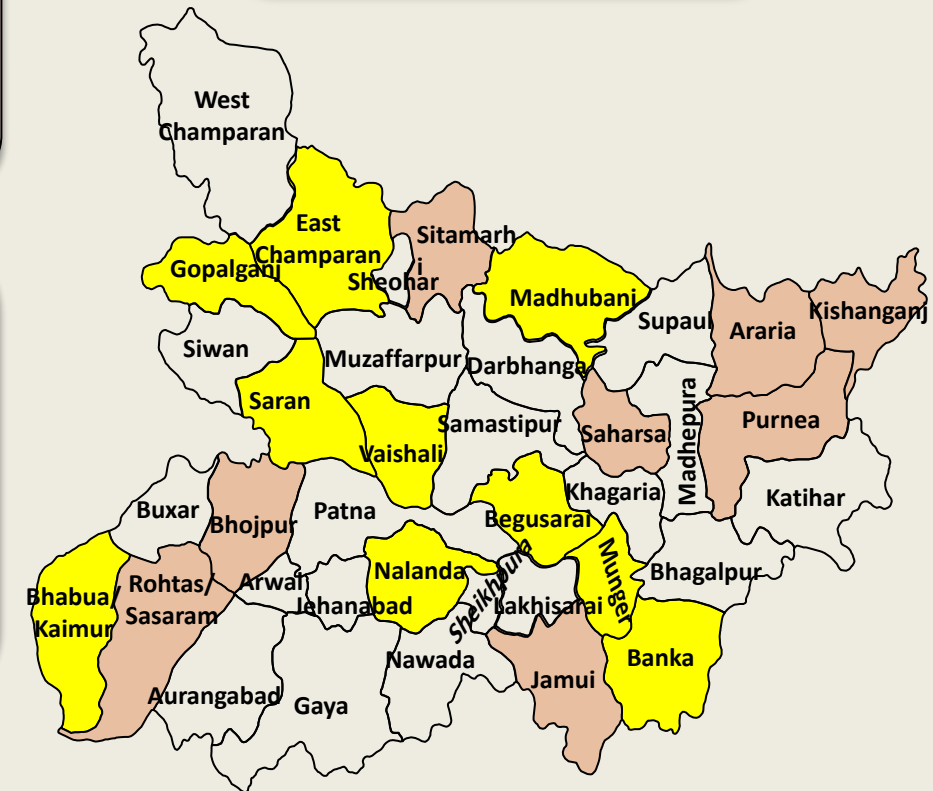 West
Champaran
East
Champaran
Sitamarh
i
Gopalganj
Sheohar
Madhubani
Kishanganj
Supaul
Araria
Siwan
Muzaffarpur
Darbhanga
Saran
Samastipur
Saharsa
Madhepura
Purnea
Vaishali
Khagaria
Katihar
Buxar
Bhojpur
Patna
Begusarai
Munger
Bhagalpur
Nalanda
Sheikhpura
Lakhisarai
Arwal
Jehanabad
Bhabua/
Kaimur
Rohtas/
Sasaram
Nawada
Banka
Jamui
Aurangabad
Gaya